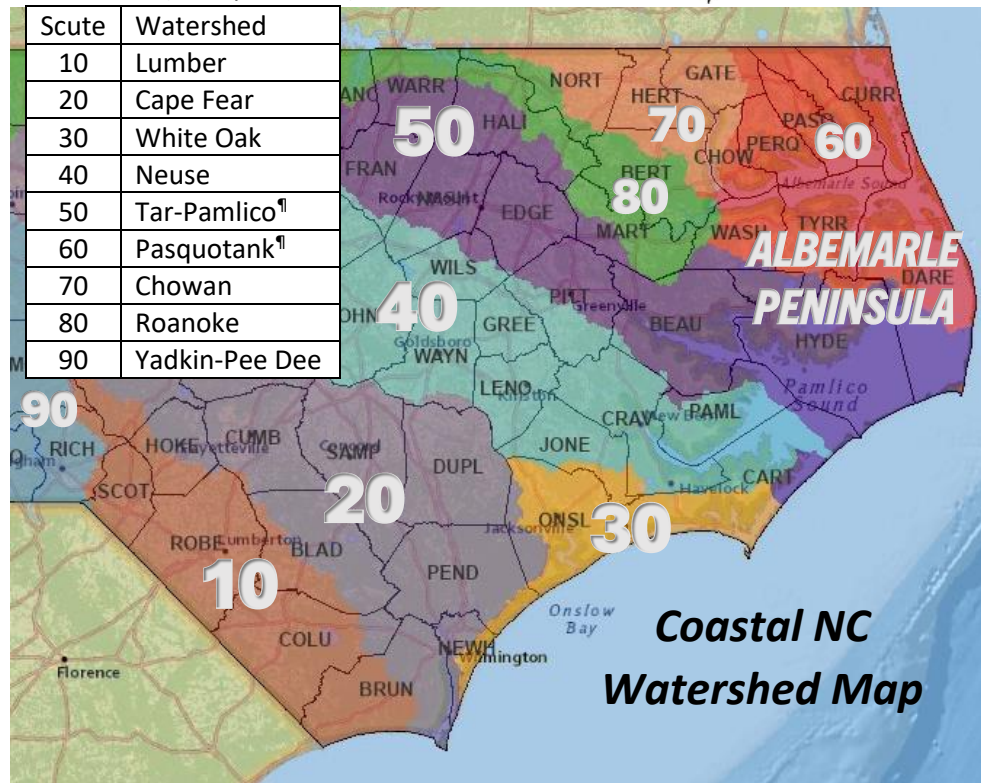 Scute Watershed
10 Lumber
20 Cape Fear
30 White Oak
40 Neuse
50 Tar-Pamlico¶
60 Pasquotank¶
70 Chowan
80 Roanoke
90 Yadkin-Pee Dee
WARR
NORT
GATE
HERT
CURR
50
HALI
70
PASQ
PERQ
60
CHOW
FRAN
BERT
Albemarle Sound
80
EDGE
MART
WASH
TYRR
ALBEMARLE
PENINSULA
DARE
WILS
40
PITT
Greenville
GREE
BEAU
HYDE
Goldsboro
WAYN
LENO
Pamlico
Sound
90
CRAV
PAML
RICH
HOKE
CUMB
SAMP
JONE
DUPL
CART
Havelock
SCOT
20
ONSL
30
Jacksonville
ROBE
Lumberton
BLAD
10
PEND
Onslow
Bay
COLU
NEWH
Wilmington
Florence
BRUN
Coastal NC
Watershed Map